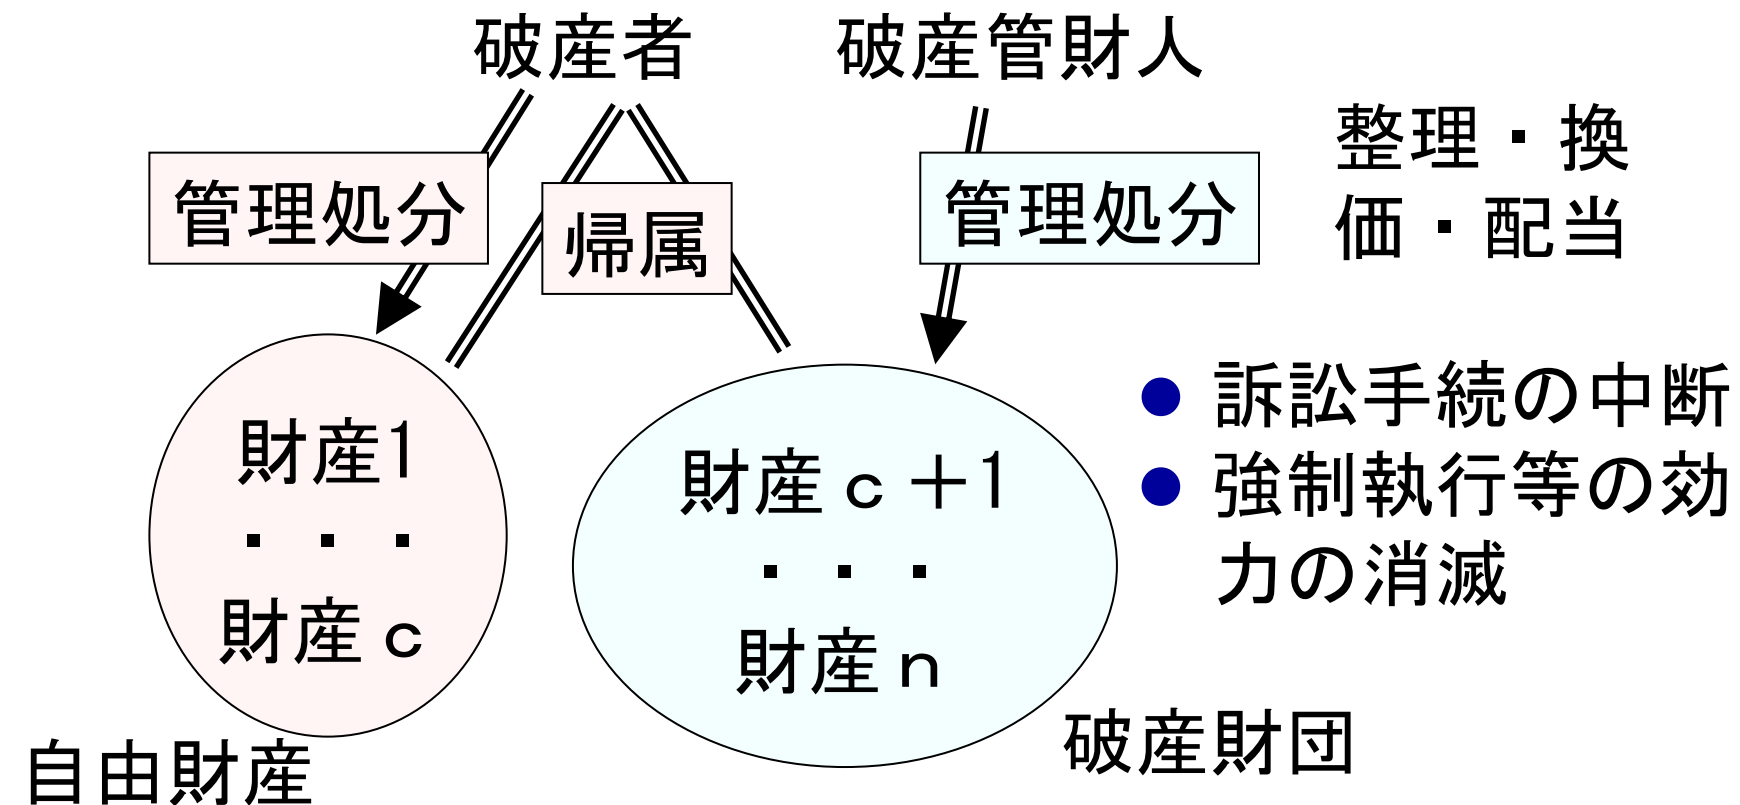 破産者
破産管財人
管理処分
帰属
管理処分
整理・換
価・配当
財産1
・・・
財産ｃ
自由財産
財産ｃ＋1
・・・
財産ｎ
破産財団
● 訴訟手続の中断
● 強制執行等の効
力の消滅